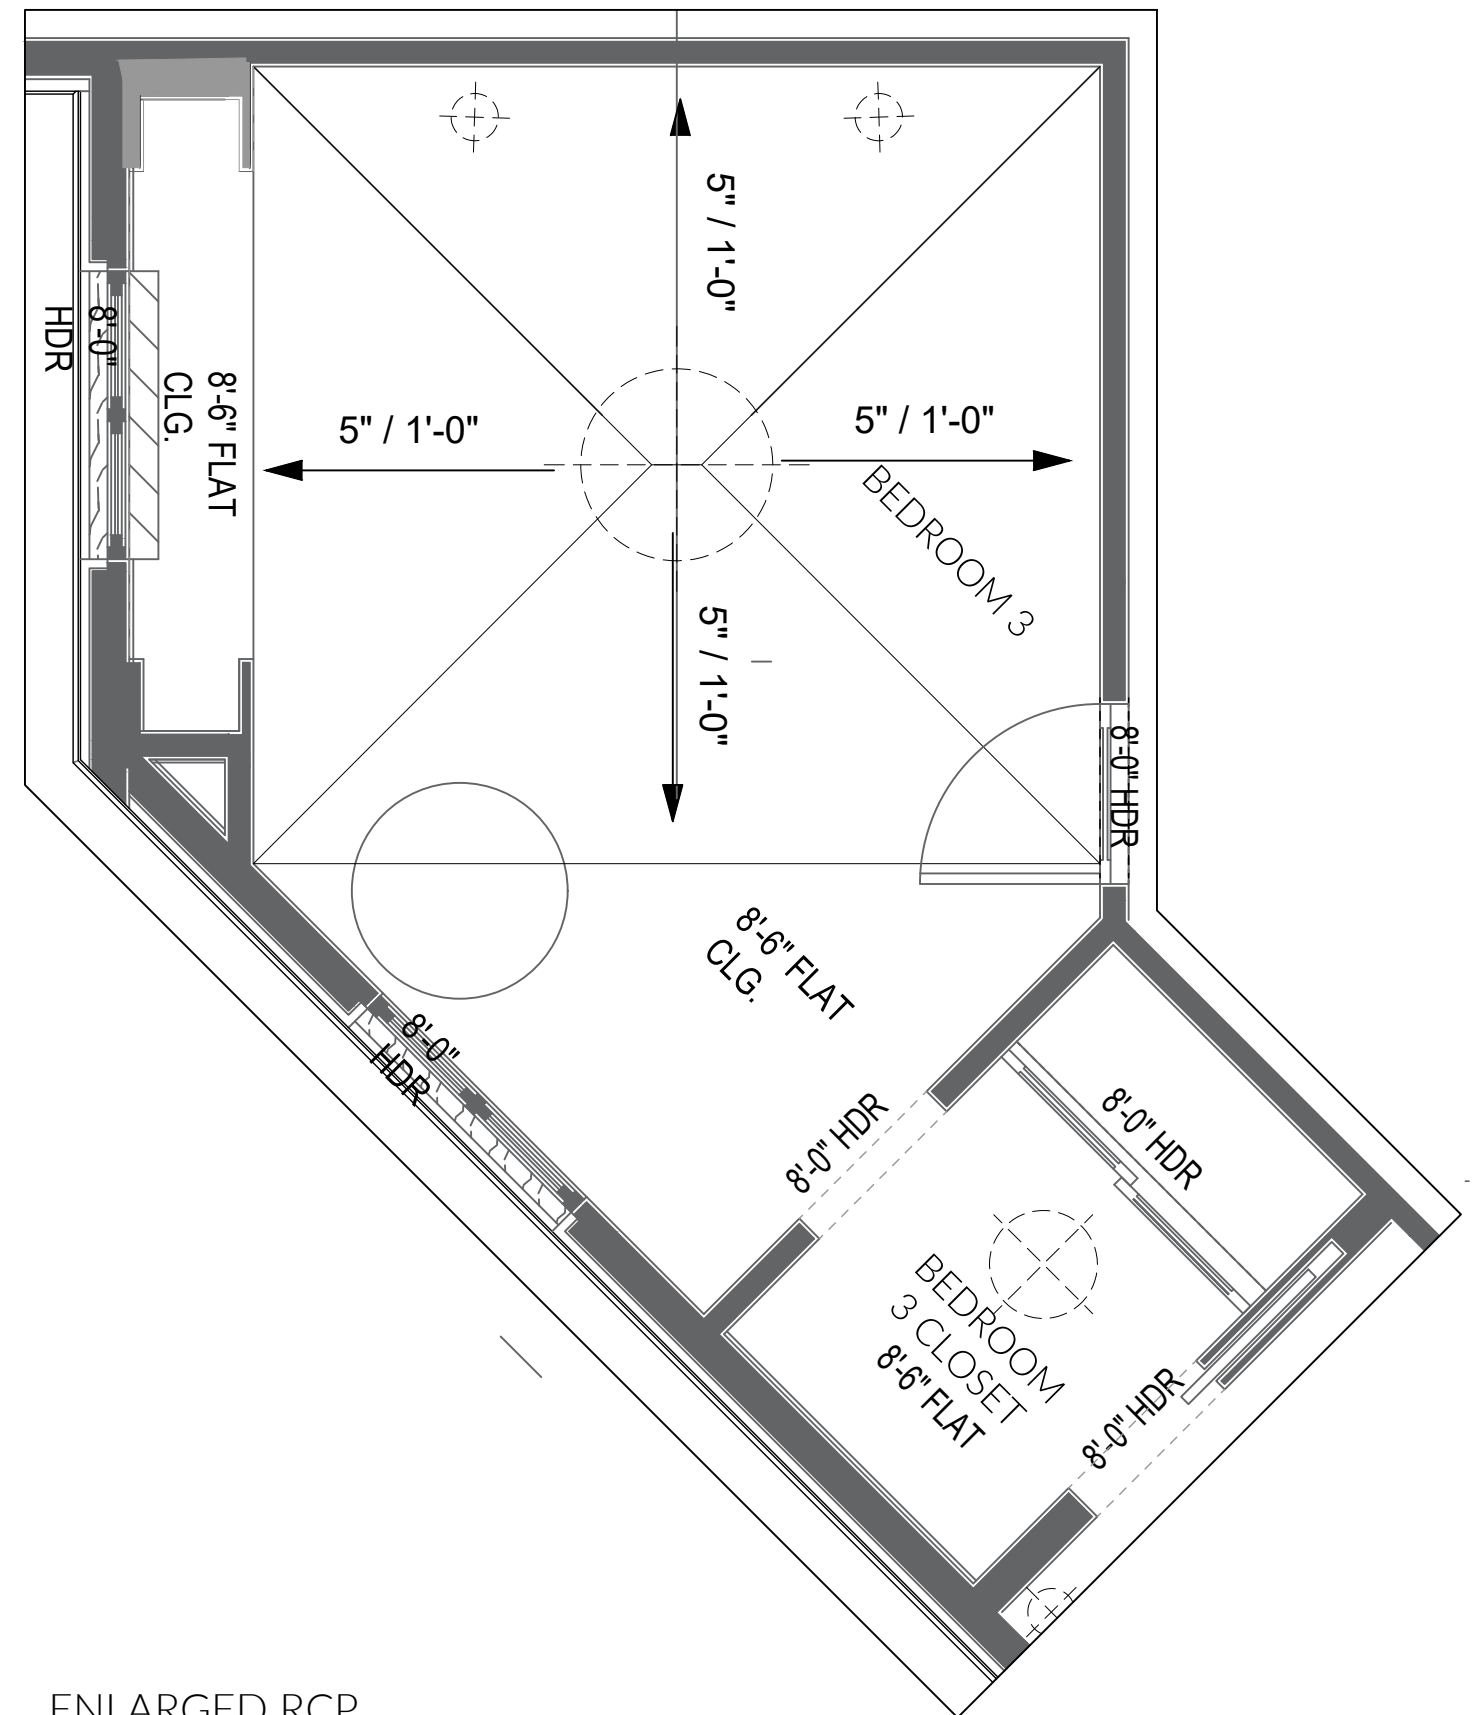 5" / 1'-0"
8'-0"
HDR
8'-6" FLAT
CLG.
5" / 1'-0"
5" / 1'-0"
BEDROOM 3
5" / 1'-0"
8'-0" HDR
8'-6" FLAT
CLG.
8'-0"
HDR
8'-0" HDR
8'-0" HDR
BEDROOM
3 CLOSET
8'-6" FLAT
8'-0" HDR
ENLARGED RCP